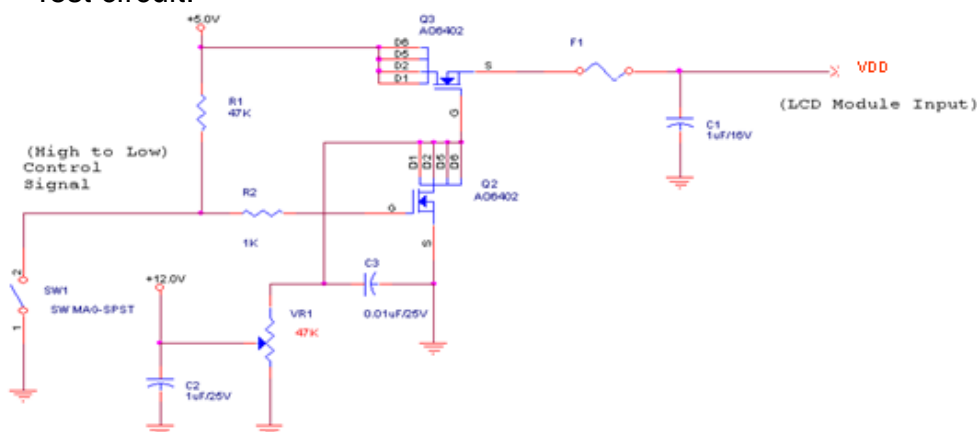 Test circuit.
+5.0V
Q3
AO6402
D6
D5
D2
D1
S
G
F1
VDD
(LCD Module Input)
C1
1uF/16V
R1
47K
(High to Low)
Control
Signal
R2
1K
D1
D2
D5
D6
Q2
AO6402
G
S
2
SW1
SW MAG-SPST
1
+12.0V
C3
0.01uF/25V
VR1
47K
C2
1uF/25V